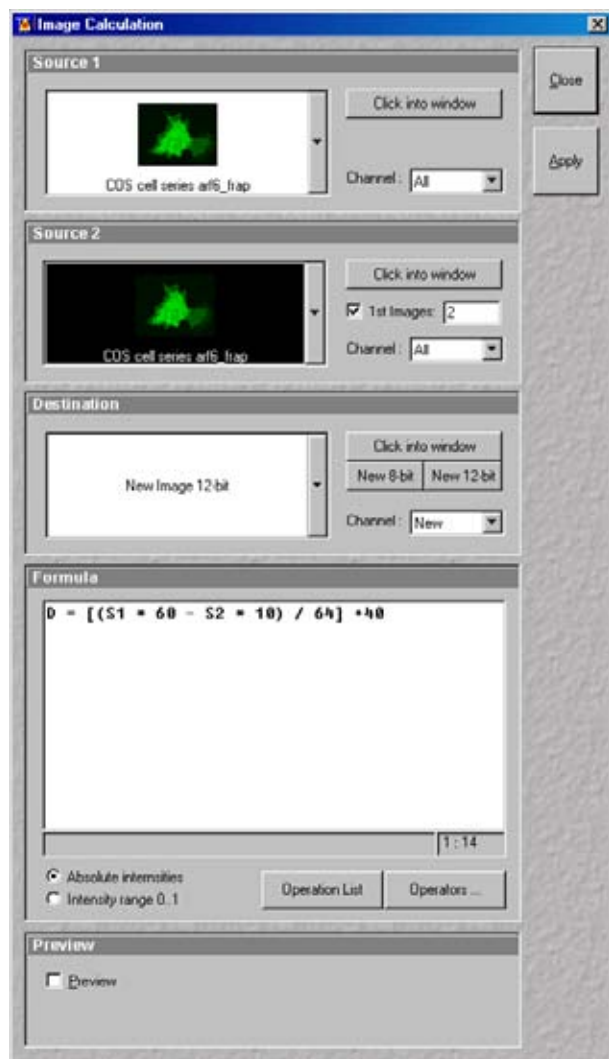 Image Calculation
Source 1
Close
Click into window
Apply
Channel : All
COS cell series arf6_frap
Source 2
Click into window
1st Images: 2
Channel : All
COS cell series arf6_frap
Destination
Click into window
New Image 12-bit
New 8-bit New 12-bit
Channel : New
Formula
D = [(S1 * 60 - S2 * 10) / 64] +40
1 : 14
Absolute intensities
Intensity range 0..1
Operation List
Operators ...
Preview
Preview